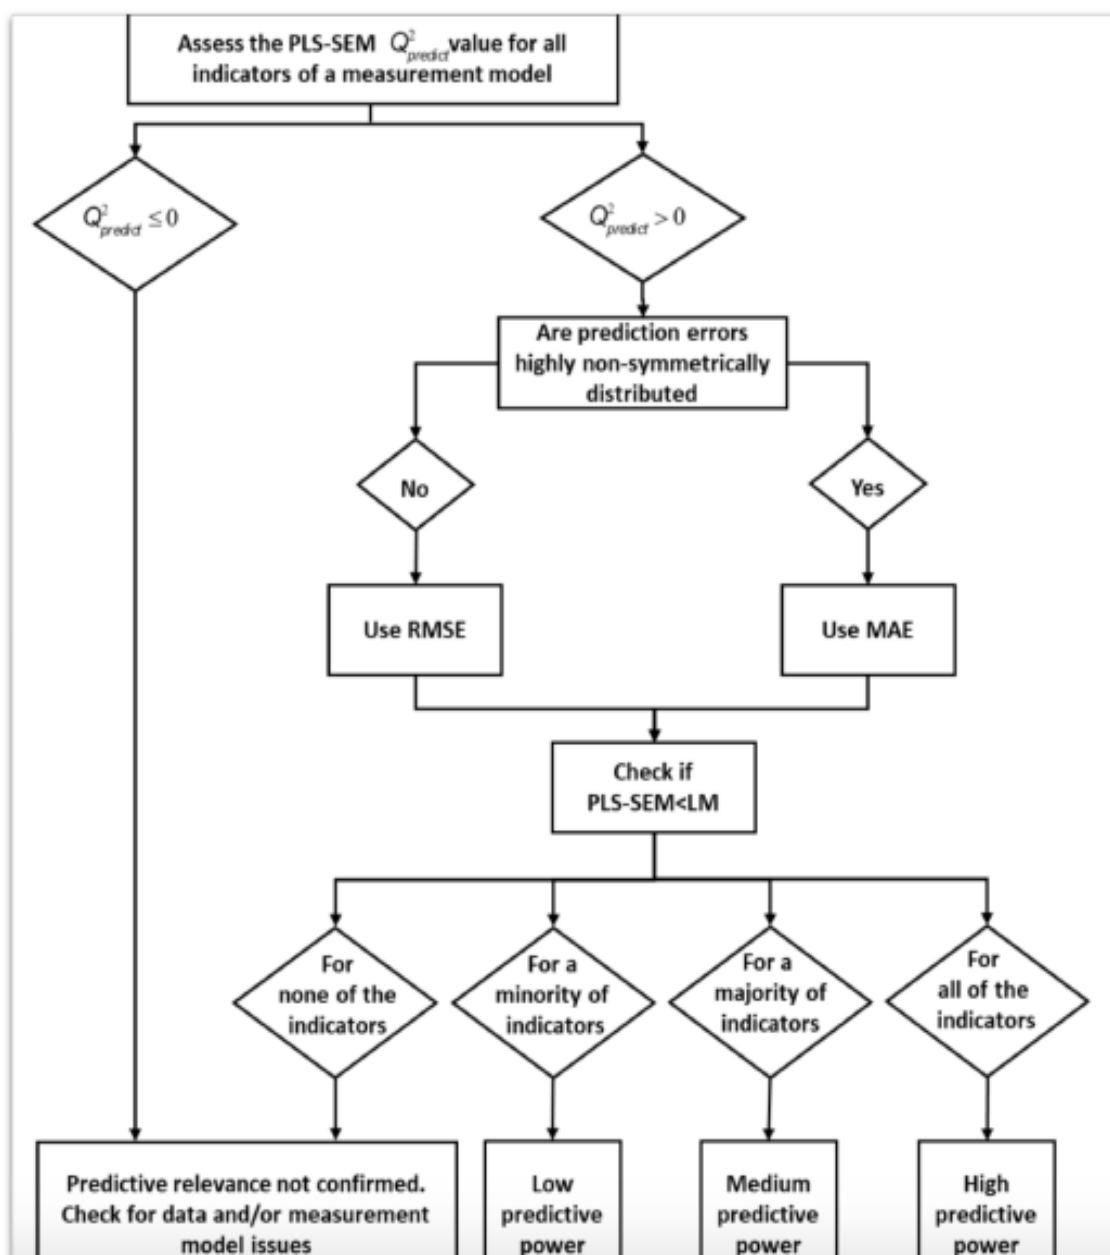 Assess the PLS-SEM Q²predict value for all
indicators of a measurement model
Q²predict ≤ 0
Q²predict > 0
Are prediction errors
highly non-symmetrically
distributed
No
Yes
Use RMSE
Use MAE
Check if
PLS-SEM<LM
For
none of the
indicators
For a
minority of
indicators
For a
majority of
indicators
For
all of the
indicators
Predictive relevance not confirmed.
Check for data and/or measurement
model issues
Low
predictive
power
Medium
predictive
power
High
predictive
power